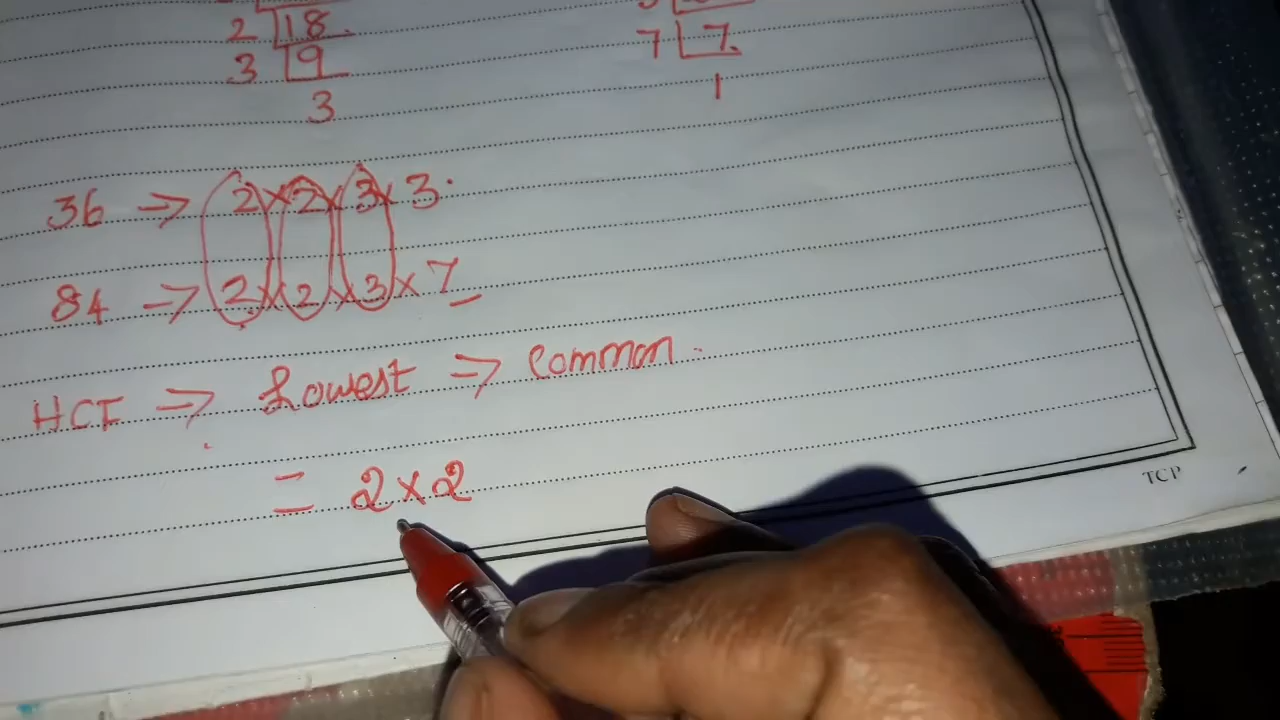 2 18
3 9
3
7 7
1
36 → 2×2×3×3.
84 → 2×2×3×7
HCF ⇒ Lowest ⇒ Common.
= 2×2
TCP